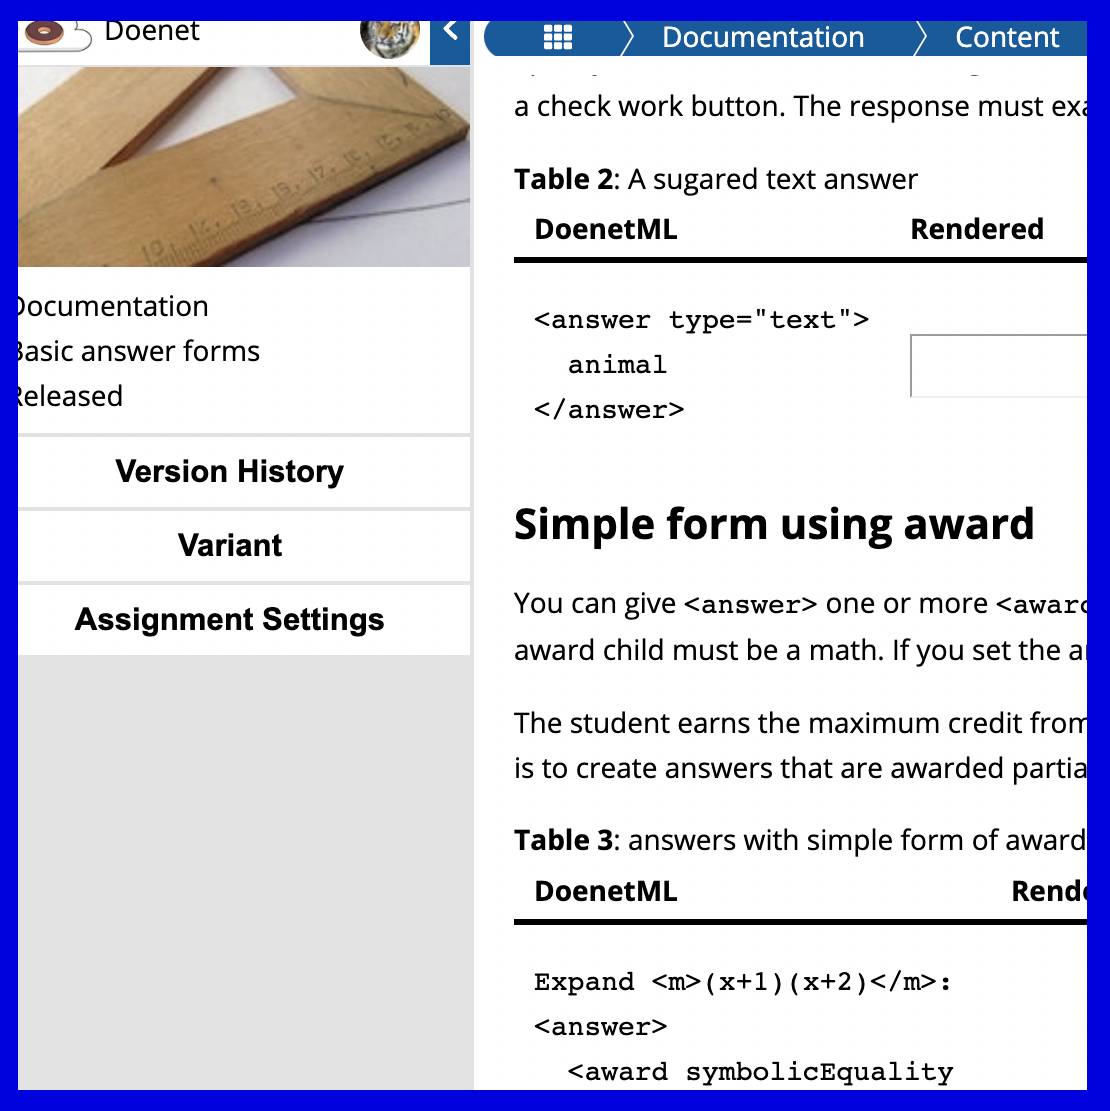 Doenet
Documentation
Content
Documentation
Basic answer forms
Released
Version History
Variant
Assignment Settings
a check work button. The response must
Table 2: A sugared text answer
DoenetML Rendered
<answer type="text">
animal
</answer>
Simple form using award
You can give <answer> one or more
award child must be a math. If you set the
The student earns the maximum credit from
is to create answers that are awarded
Table 3: answers with simple form of award
DoenetML
Expand <m>(x+1)(x+2)</m>:
<answer>
<award symbolicEquality